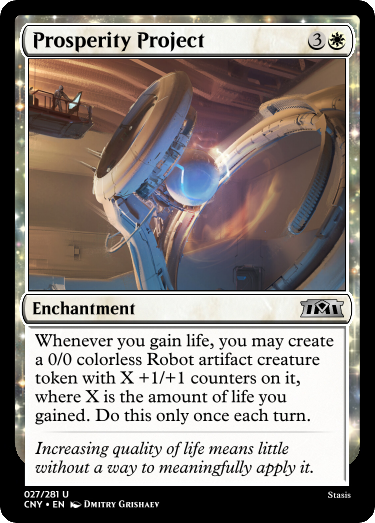 Prosperity Project 3
Enchantment
Whenever you gain life, you may create
a 0/0 colorless Robot artifact creature
token with X +1/+1 counters on it,
where X is the amount of life you
gained. Do this only once each turn.
Increasing quality of life means little
without a way to meaningfully apply it.
027/281 U
Stasis
CNY • EN Dmitry Grishaev